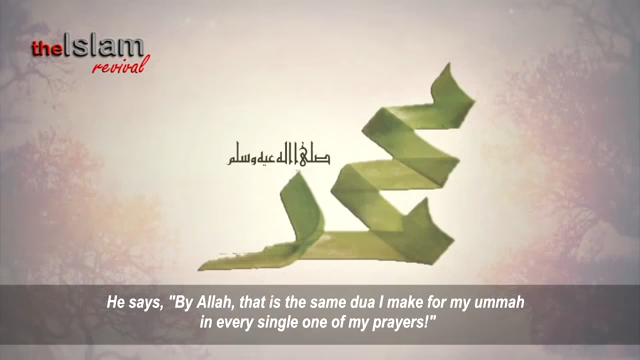 theIslam
revival
محمد
صلى الله عليه وسلم
He says, "By Allah, that is the same dua I make for my ummah
in every single one of my prayers!"